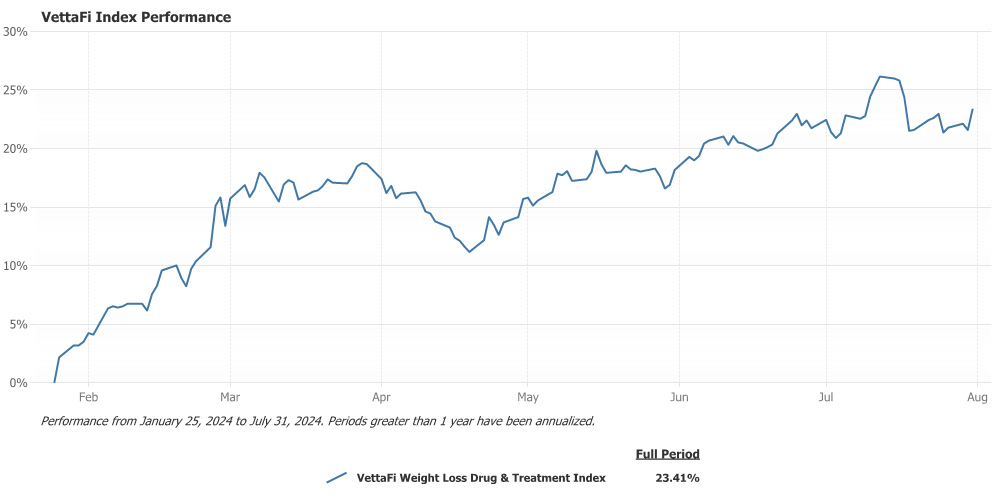 VettaFi Index Performance
30%
25%
20%
15%
10%
5%
0%
Feb Mar Apr May Jun Jul Aug
Performance from January 25, 2024 to July 31, 2024. Periods greater than 1 year have been annualized.
Full Period
VettaFi Weight Loss Drug & Treatment Index 23.41%